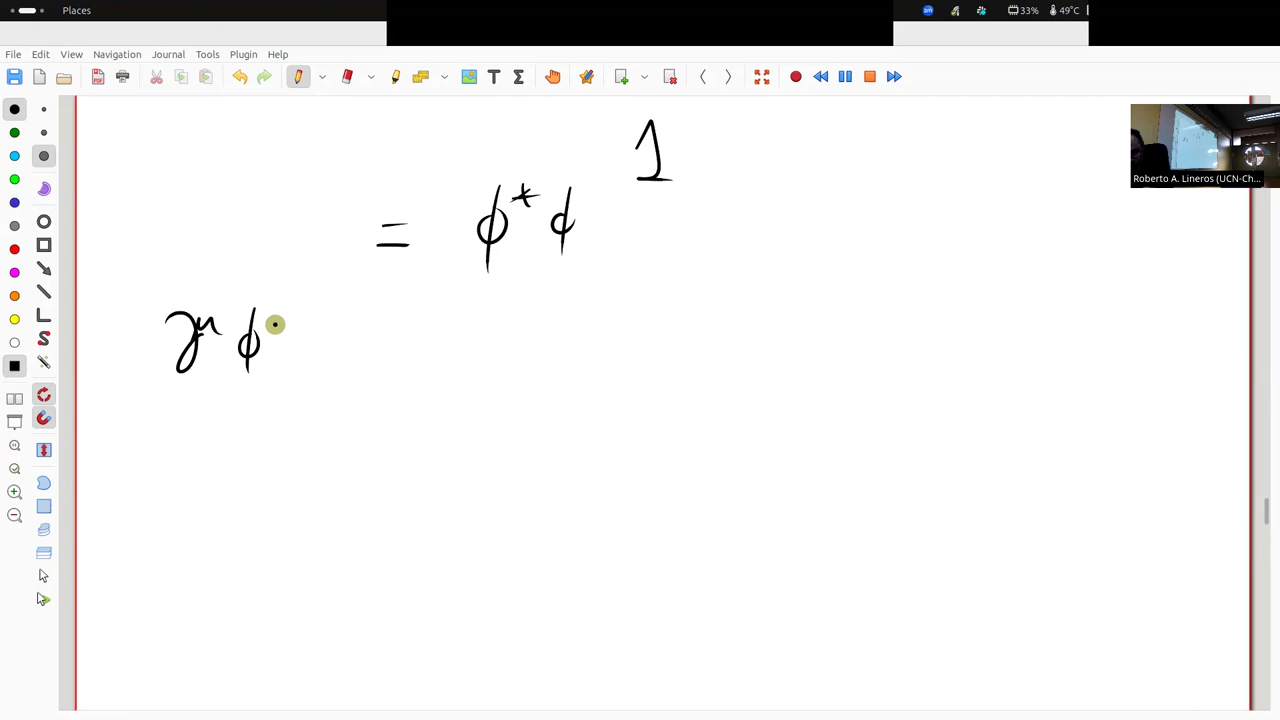 Places
33% 49°C
File Edit View Navigation Journal Tools Plugin Help
1
= ϕ* ϕ
γ^μ ϕ
Roberto A. Lineros (UCN-Ch...